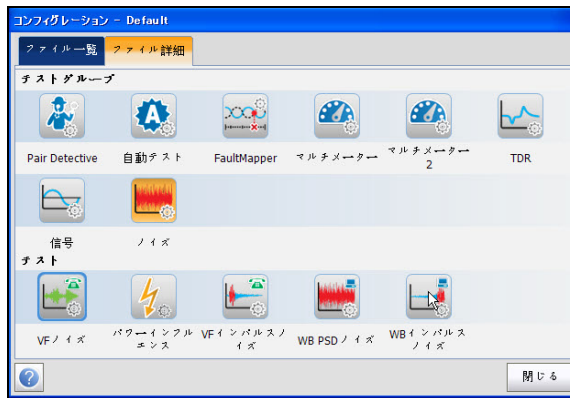 コンフィグレーション - Default
ファイル一覧 ファイル詳細
テストグループ
Pair Detective 自動テスト FaultMapper マルチメーター マルチメーター TDR
2
信号 ノイズ
テスト
VFノイズ パワーインフル VFインパルスノ WB PSDノイズ WBインパルス
エンス イズ ノイズ
? 閉じる